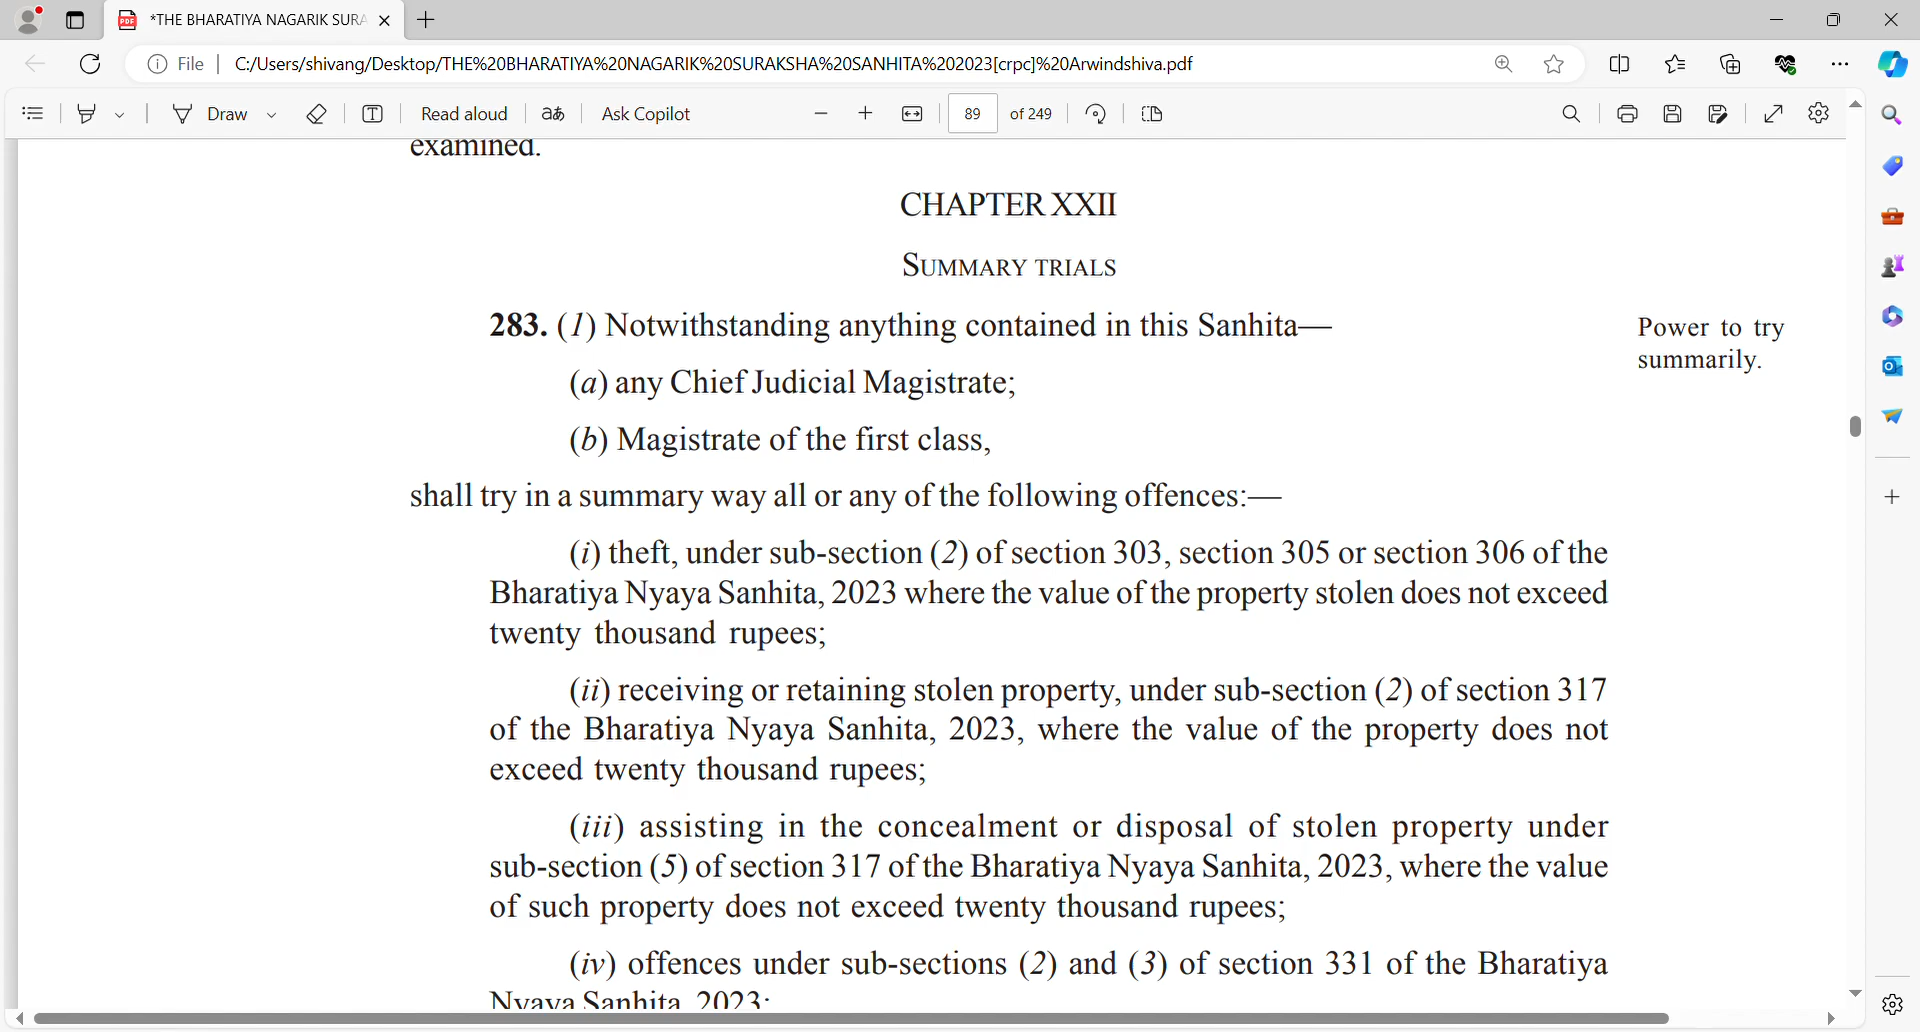 *THE BHARATIYA NAGARIK SURA
File
C:/Users/shivang/Desktop/THE%20BHARATIYA%20NAGARIK%20SURAKSHA%20SANHITA%202023[crpc]%20Arwindshiva.pdf
Draw
Read aloud
aあ
Ask Copilot
89 of 249
examined.
CHAPTER XXII
SUMMARY TRIALS
283. (1) Notwithstanding anything contained in this Sanhita—
Power to try
summarily.
(a) any Chief Judicial Magistrate;
(b) Magistrate of the first class,
shall try in a summary way all or any of the following offences:—
(i) theft, under sub-section (2) of section 303, section 305 or section 306 of the
Bharatiya Nyaya Sanhita, 2023 where the value of the property stolen does not exceed
twenty thousand rupees;
(ii) receiving or retaining stolen property, under sub-section (2) of section 317
of the Bharatiya Nyaya Sanhita, 2023, where the value of the property does not
exceed twenty thousand rupees;
(iii) assisting in the concealment or disposal of stolen property under
sub-section (5) of section 317 of the Bharatiya Nyaya Sanhita, 2023, where the value
of such property does not exceed twenty thousand rupees;
(iv) offences under sub-sections (2) and (3) of section 331 of the Bharatiya
Nyaya Sanhita, 2023;